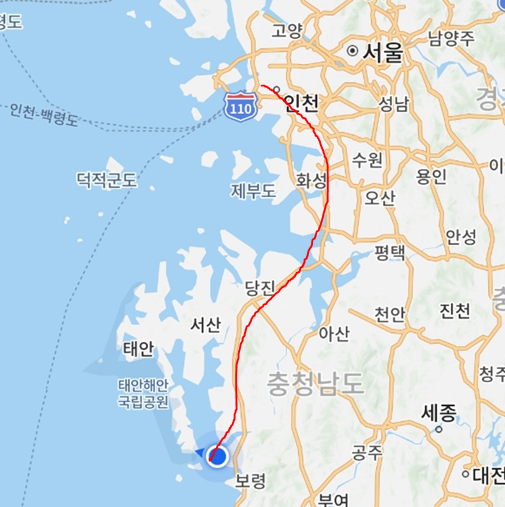 고양
남양주
서울
령도
110
인천
인천-백령도
성남
경
수원
덕적군도
제부도
화성
용인
이
오산
안성
평택
당진
천안
진천
충
서산
아산
태안
충청남도
청주
태안해안
국립공원
세종
공주
대전
보령
부여